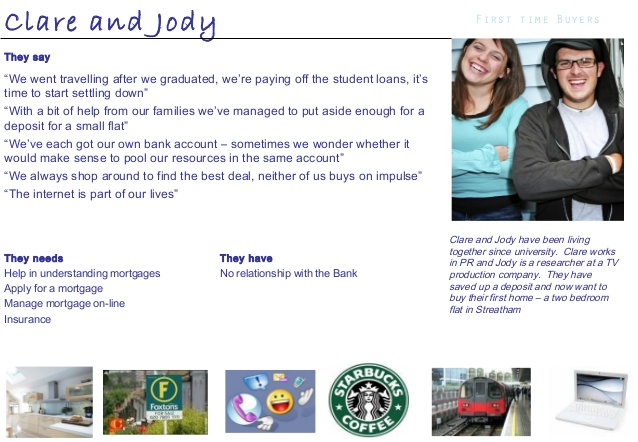 Clare and Jody
First time Buyers
They say
“We went travelling after we graduated, we’re paying off the student loans, it’s
time to start settling down”
“With a bit of help from our families we’ve managed to put aside enough for a
deposit for a small flat”
“We’ve each got our own bank account – sometimes we wonder whether it
would make sense to pool our resources in the same account”
“We always shop around to find the best deal, neither of us buys on impulse”
“The internet is part of our lives”
Clare and Jody have been living
together since university.  Clare works
in PR and Jody is a researcher at a TV
production company.  They have
saved up a deposit and now want to
buy their first home – a two bedroom
flat in Streatham
They needs
Help in understanding mortgages
Apply for a mortgage
Manage mortgage on-line
Insurance
They have
No relationship with the Bank
F
Foxtons
FOR SALE
STARBUCKS
COFFEE